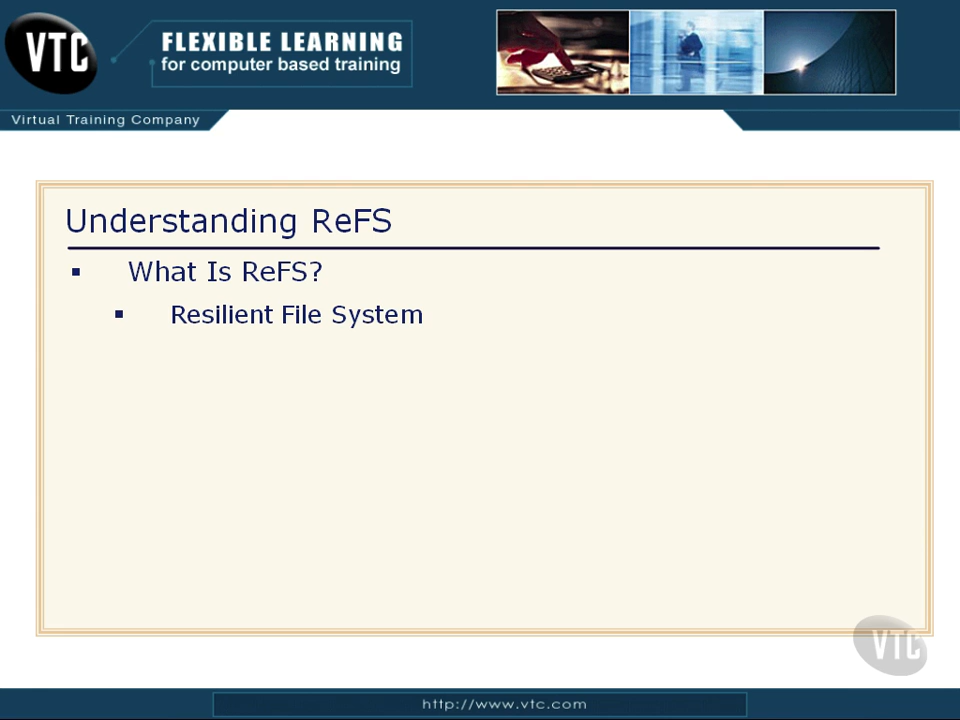 VTC
FLEXIBLE LEARNING
for computer based training
Virtual Training Company
Understanding ReFS
▪ What Is ReFS?
▪ Resilient File System
VTC
http://www.vtc.com